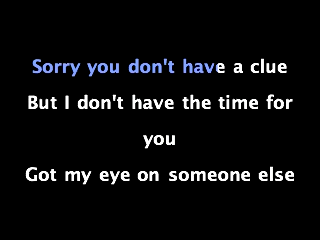 Sorry you don't have a clue
But I don't have the time for
you
Got my eye on someone else